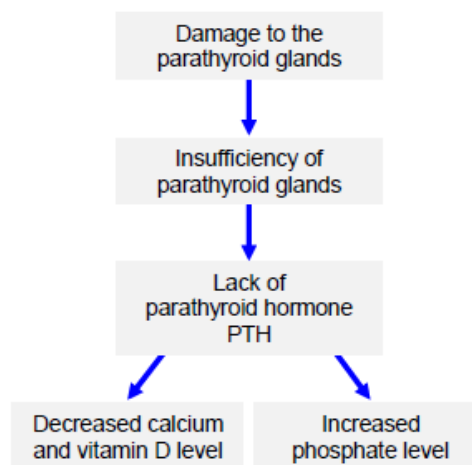 Damage to the
parathyroid glands
Insufficiency of
parathyroid glands
Lack of
parathyroid hormone
PTH
Decreased calcium
and vitamin D level
Increased
phosphate level